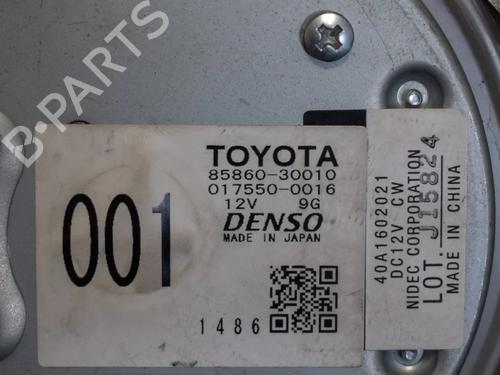 B-PARTS
TOYOTA
85860-30010
017550-0016
12V 9G
DENSO
MADE IN JAPAN
001
1486
40A1602021
DC12V CW
NIDEC CORPORATION
LOT. J15824
MADE IN CHINA